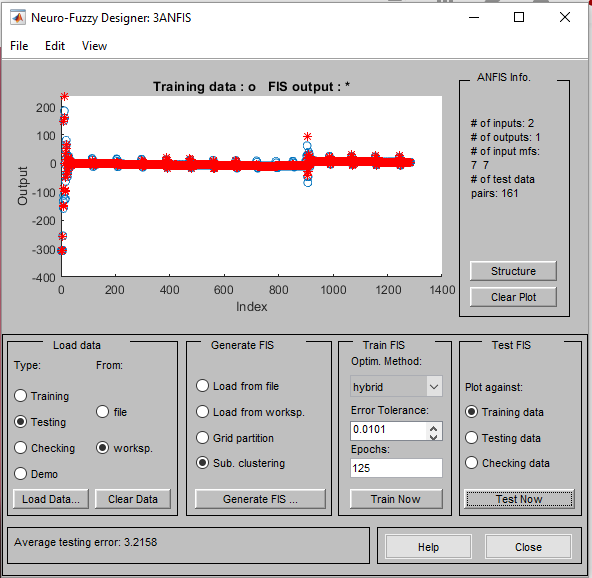 Neuro-Fuzzy Designer: 3ANFIS
File Edit View
Training data : o FIS output : *
200
100
0
-100
-200
-300
-400
Output
0 200 400 600 800 1000 1200 1400
Index
ANFIS Info.
# of inputs: 2
# of outputs: 1
# of input mfs:
7 7
# of test data
pairs: 161
Structure
Clear Plot
Load data
Type: From:
Training
Testing
Checking
Demo
file
worksp.
Load Data...
Clear Data
Generate FIS
Load from file
Load from worksp.
Grid partition
Sub. clustering
Generate FIS ...
Train FIS
Optim. Method:
hybrid
Error Tolerance:
0.0101
Epochs:
125
Train Now
Test FIS
Plot against:
Training data
Testing data
Checking data
Test Now
Average testing error: 3.2158
Help
Close